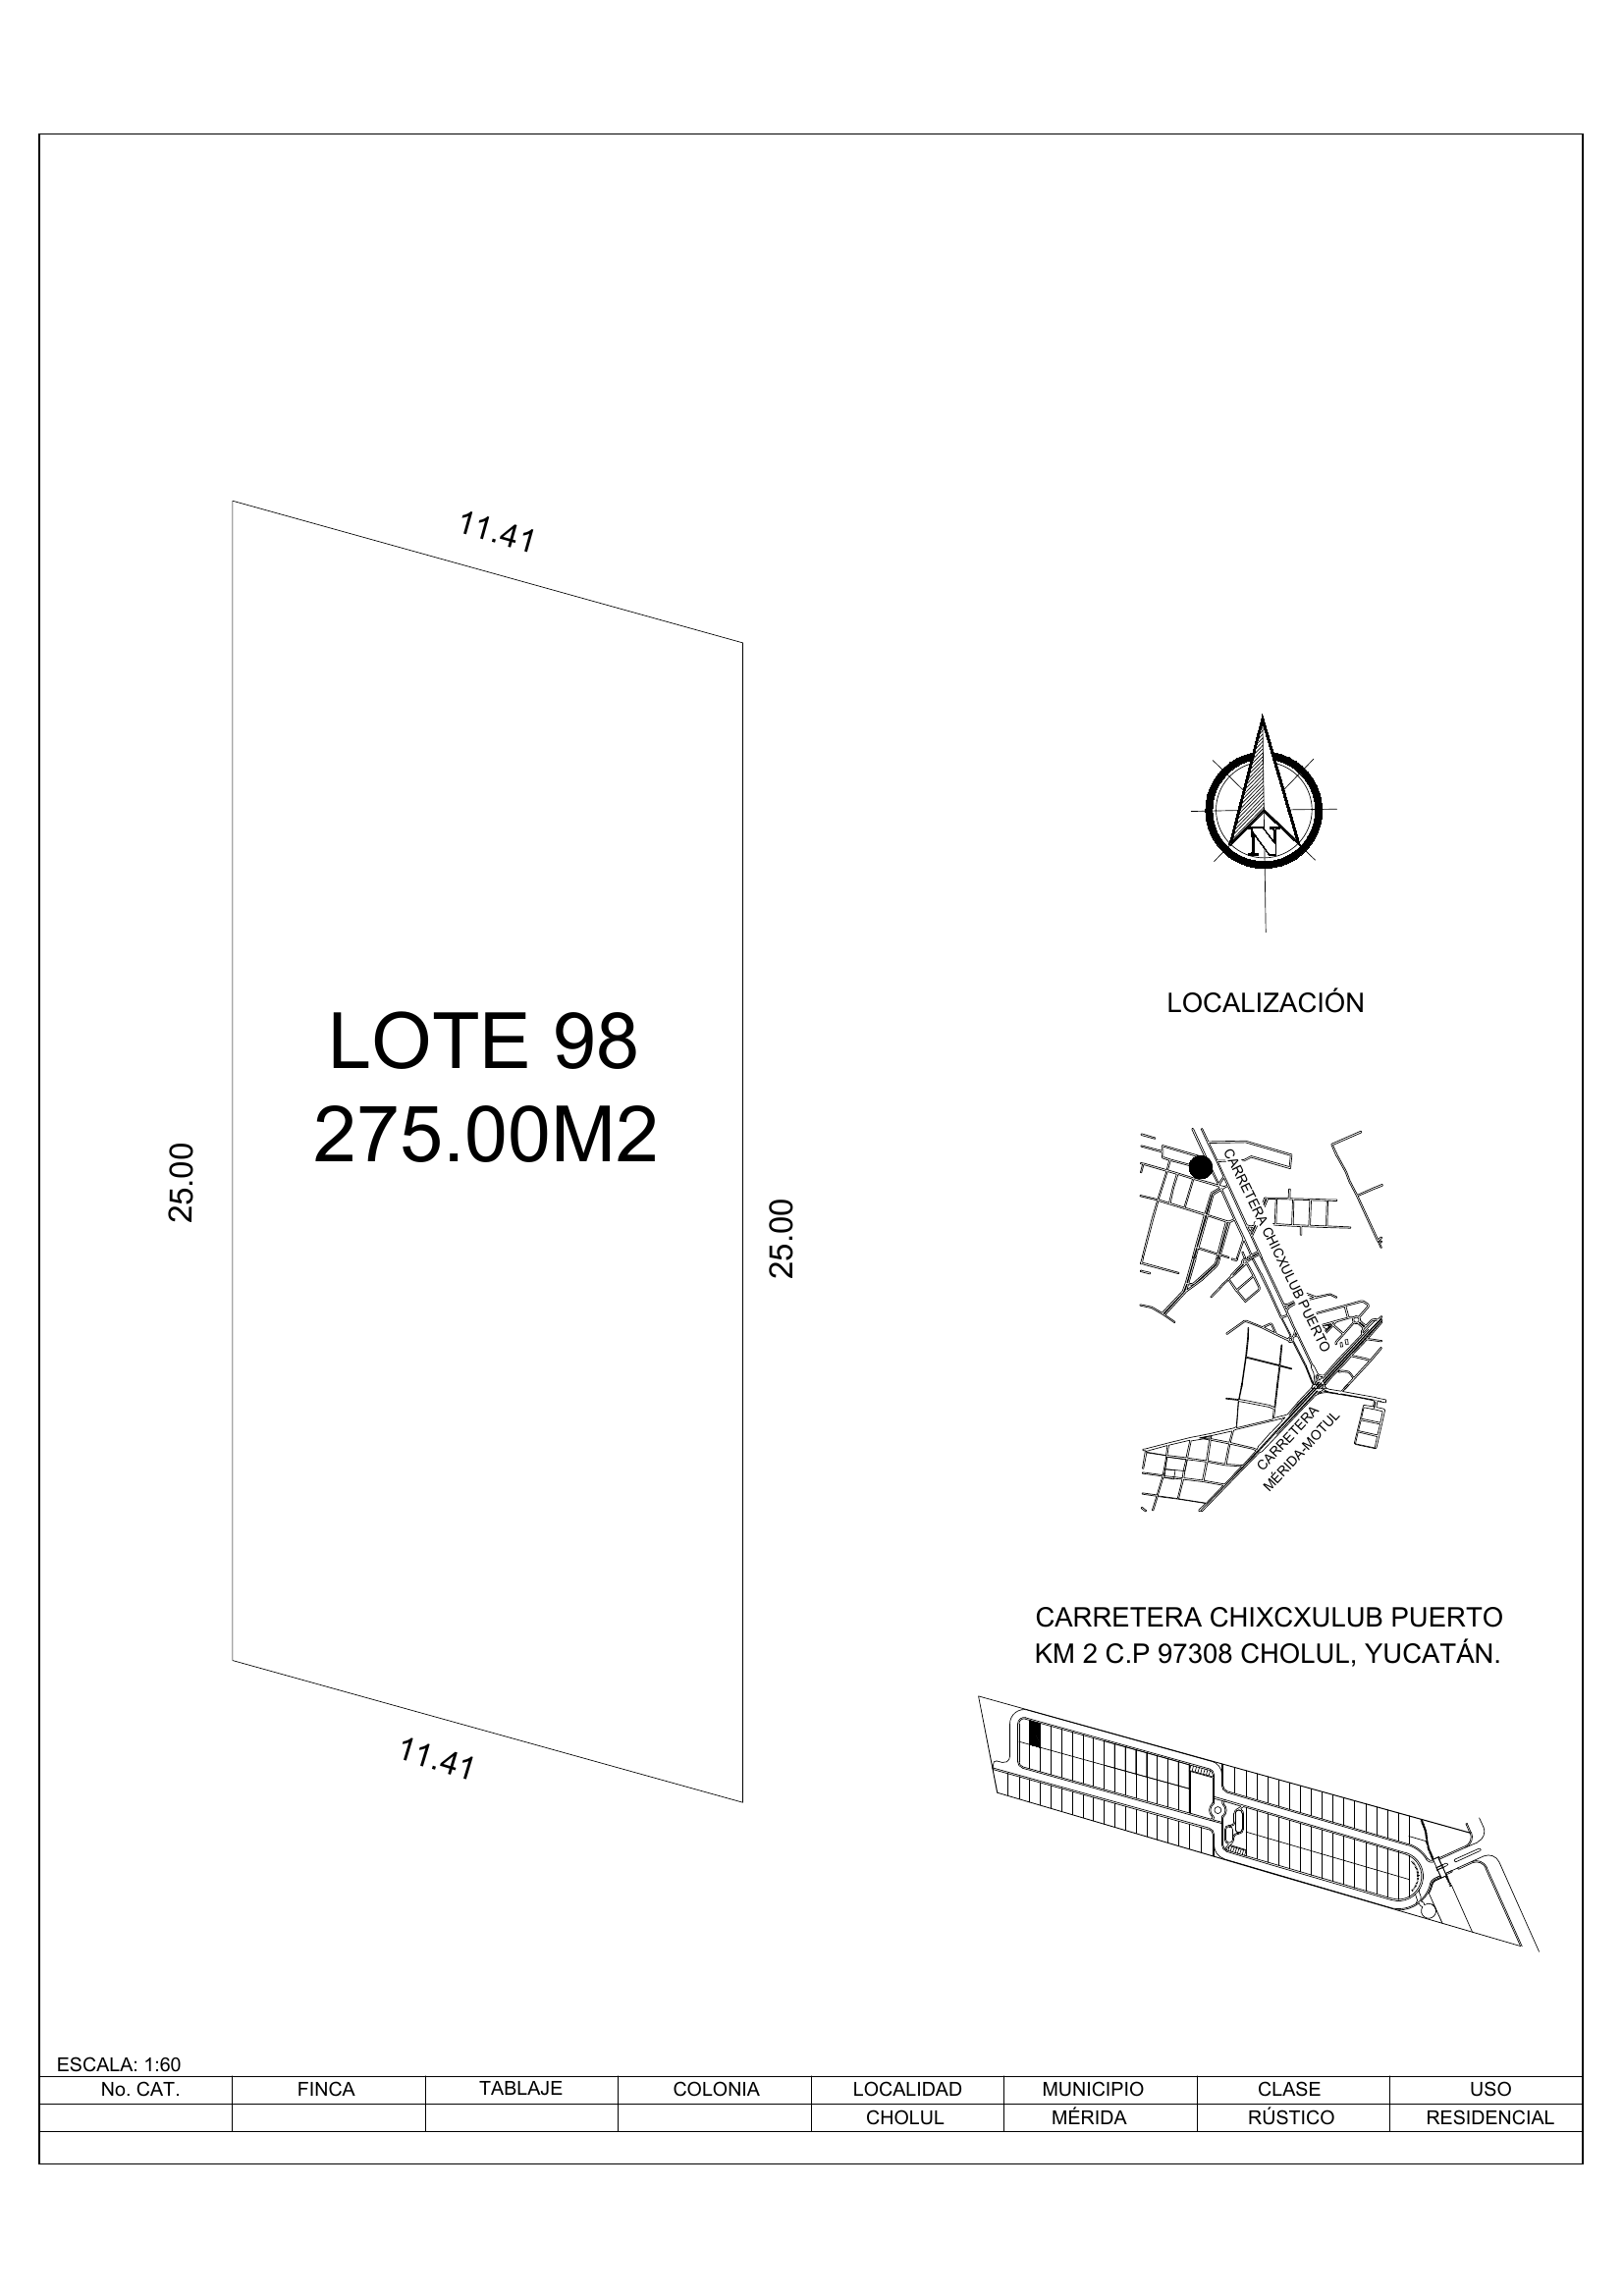 11.41
LOTE 98
275.00M2
25.00
25.00
11.41
N
LOCALIZACIÓN
CARRETERA CHICXULUB PUERTO
CARRETERA
MÉRIDA-MOTUL
CARRETERA CHIXCXULUB PUERTO
KM 2 C.P 97308 CHOLUL, YUCATÁN.
ESCALA: 1:60
No. CAT. FINCA TABLAJE COLONIA LOCALIDAD MUNICIPIO CLASE USO
CHOLUL MÉRIDA RÚSTICO RESIDENCIAL